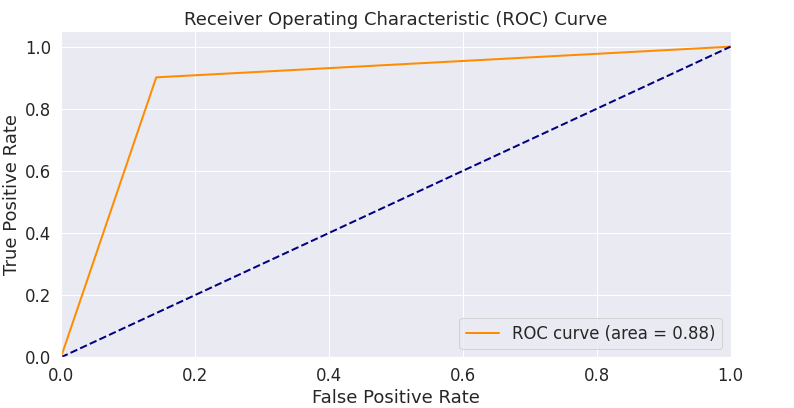 Receiver Operating Characteristic (ROC) Curve
True Positive Rate
1.0
0.8
0.6
0.4
0.2
0.0
ROC curve (area = 0.88)
0.0 0.2 0.4 0.6 0.8 1.0
False Positive Rate